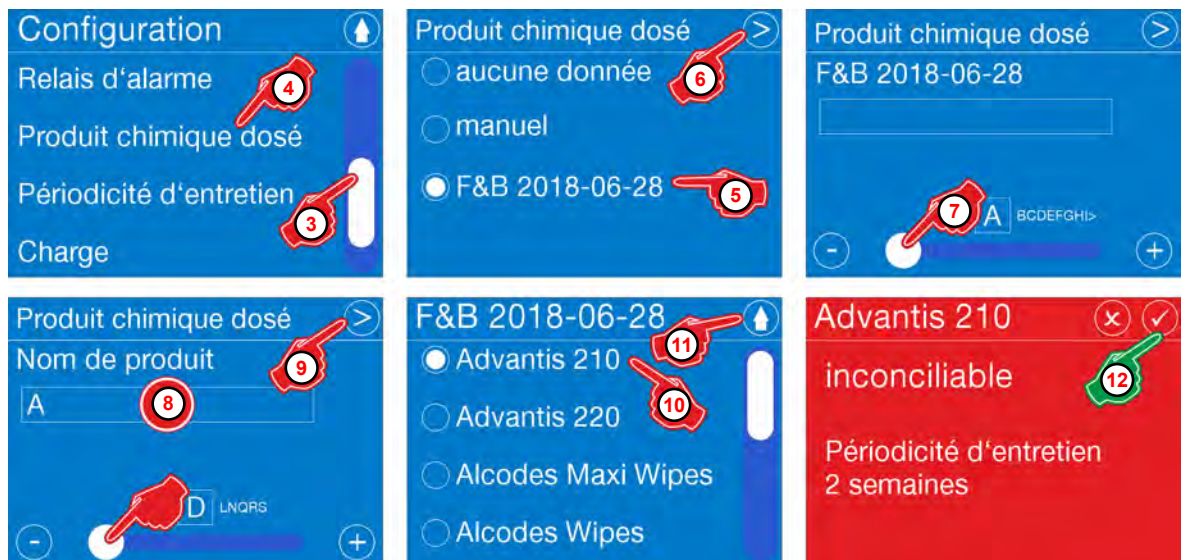 Configuration
Relais d‘alarme
4
Produit chimique dosé
Périodicité d‘entretien
3
Charge
Produit chimique dosé >
aucune donnée
6
manuel
F&B 2018-06-28
5
Produit chimique dosé >
F&B 2018-06-28
7
A BCDEFGHI>
- +
Produit chimique dosé >
Nom de produit
9
A
8
D LNQRS
- +
F&B 2018-06-28
11
Advantis 210
10
Advantis 220
Alcodes Maxi Wipes
Alcodes Wipes
Advantis 210 x ✓
inconciliable
12
Périodicité d‘entretien
2 semaines